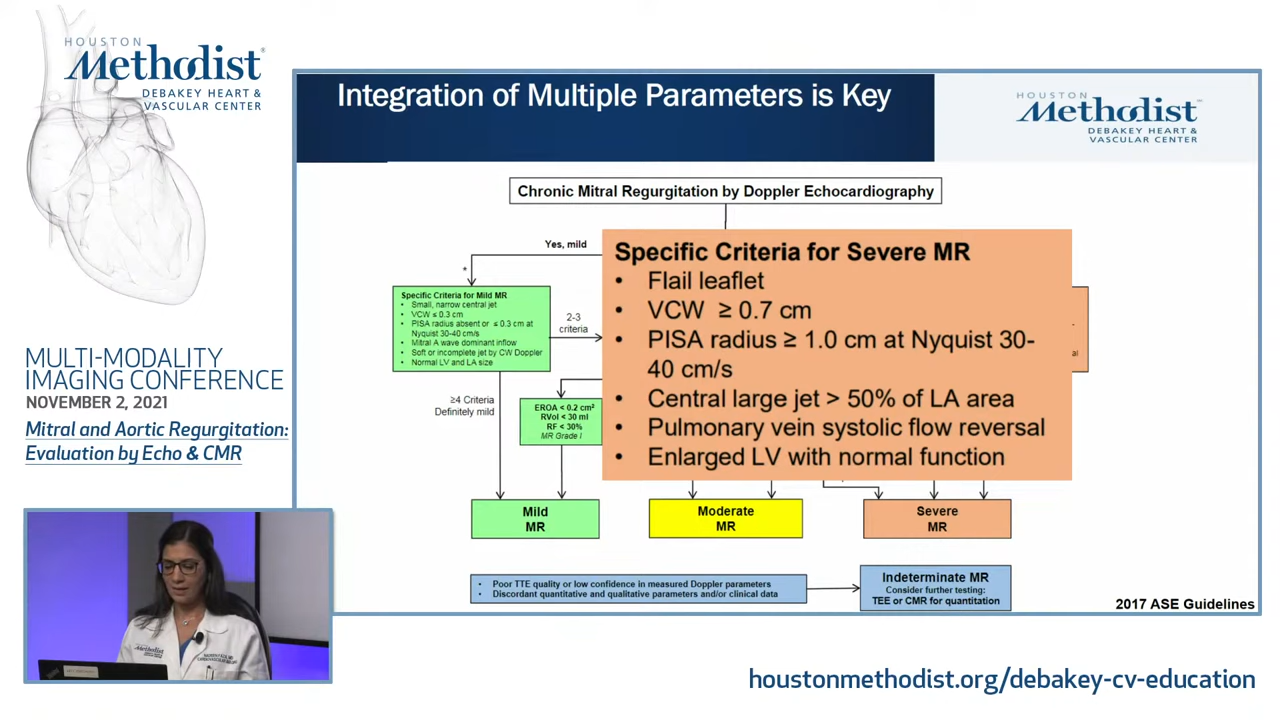 HOUSTON
Methodist
DEBAKEY HEART &
VASCULAR CENTER
MULTI-MODALITY
IMAGING CONFERENCE
NOVEMBER 2, 2021
Mitral and Aortic Regurgitation:
Evaluation by Echo & CMR
Integration of Multiple Parameters is Key
HOUSTON
Methodist
DEBAKEY HEART &
VASCULAR CENTER
Chronic Mitral Regurgitation by Doppler Echocardiography
Yes, mild
*
Specific Criteria for Mild MR
• Small, narrow central jet
• VCW ≤ 0.3 cm
• PISA radius absent or ≤ 0.3 cm at
Nyquist 30-40 cm/s
• Mitral A wave dominant inflow
• Soft or incomplete jet by CW Doppler
• Normal LV and LA size
2-3
criteria
≥4 Criteria
Definitely mild
EROA < 0.2 cm²
RVol < 30 ml
RF < 30%
MR Grade I
Specific Criteria for Severe MR
• Flail leaflet
• VCW ≥ 0.7 cm
• PISA radius ≥ 1.0 cm at Nyquist 30-
40 cm/s
• Central large jet > 50% of LA area
• Pulmonary vein systolic flow reversal
• Enlarged LV with normal function
Mild
MR
Moderate
MR
Severe
MR
• Poor TTE quality or low confidence in measured Doppler parameters
• Discordant quantitative and qualitative parameters and/or clinical data
Indeterminate MR
Consider further testing:
TEE or CMR for quantitation
2017 ASE Guidelines
Methodist
houstonmethodist.org/debakey-cv-education